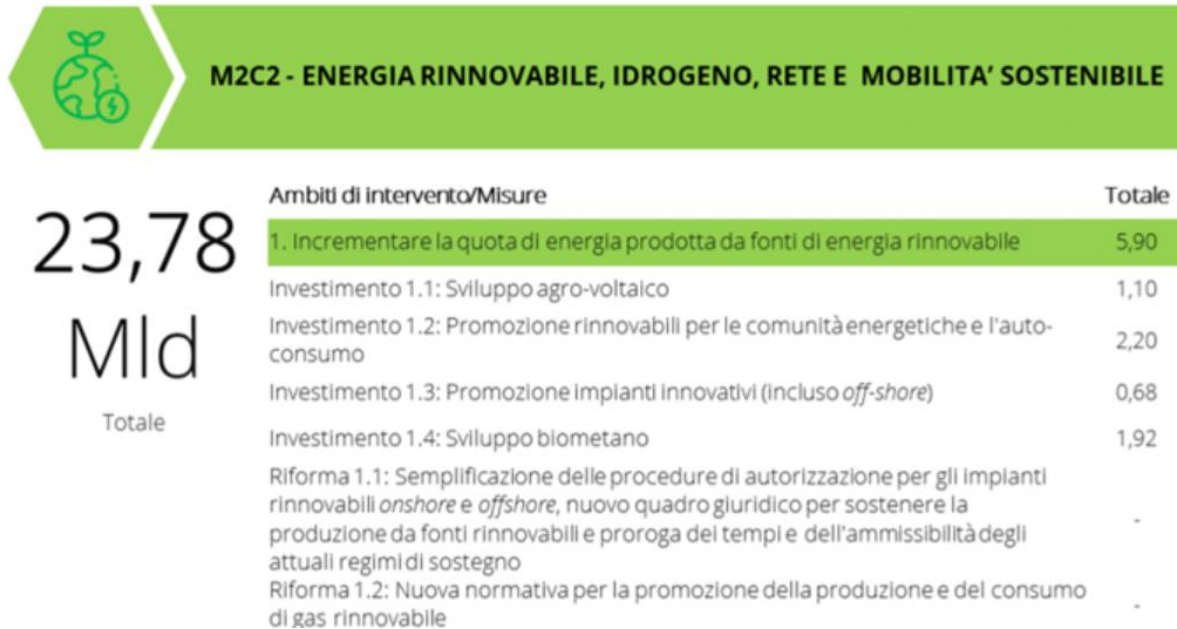 M2C2 - ENERGIA RINNOVABILE, IDROGENO, RETE E MOBILITA' SOSTENIBILE
23,78
Mld
Totale
Ambiti di intervento/Misure Totale
1. Incrementare la quota di energia prodotta da fonti di energia rinnovabile 5,90
Investimento 1.1: Sviluppo agro-voltaico 1,10
Investimento 1.2: Promozione rinnovabili per le comunità energetiche e l'auto-
consumo 2,20
Investimento 1.3: Promozione impianti innovativi (incluso off-shore) 0,68
Investimento 1.4: Sviluppo biometano 1,92
Riforma 1.1: Semplificazione delle procedure di autorizzazione per gli impianti
rinnovabili onshore e offshore, nuovo quadro giuridico per sostenere la
produzione da fonti rinnovabili e proroga dei tempi e dell'ammissibilità degli
attuali regimi di sostegno -
Riforma 1.2: Nuova normativa per la promozione della produzione e del consumo
di gas rinnovabile -